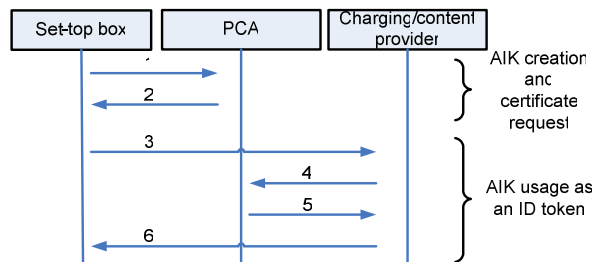 Set-top box
PCA
Charging/content
provider
2
3
4
5
6
AIK creation
and
certificate
request
AIK usage as
an ID token